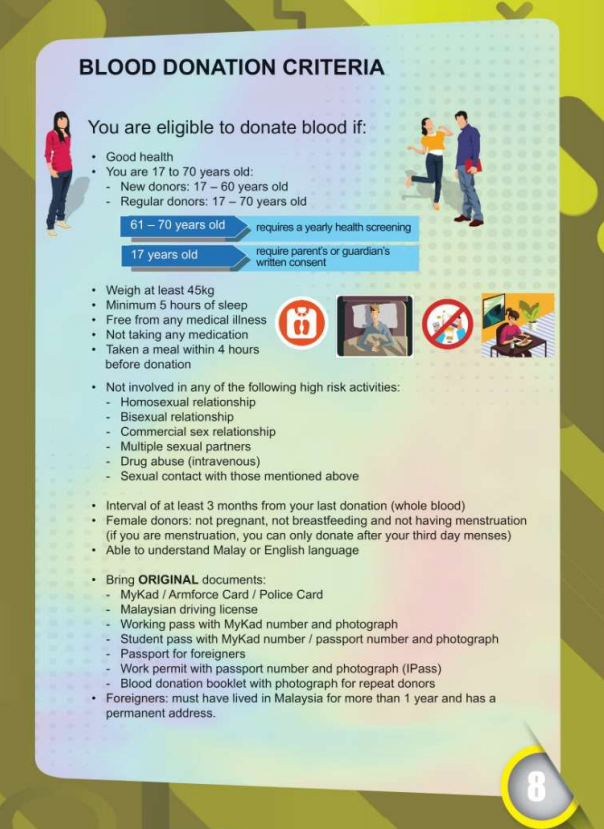 BLOOD DONATION CRITERIA
You are eligible to donate blood if:
• Good health
• You are 17 to 70 years old:
- New donors: 17 – 60 years old
- Regular donors: 17 – 70 years old
61 – 70 years old requires a yearly health screening
17 years old require parent's or guardian's
written consent
• Weigh at least 45kg
• Minimum 5 hours of sleep
• Free from any medical illness
• Not taking any medication
• Taken a meal within 4 hours
before donation
• Not involved in any of the following high risk activities:
- Homosexual relationship
- Bisexual relationship
- Commercial sex relationship
- Multiple sexual partners
- Drug abuse (intravenous)
- Sexual contact with those mentioned above
• Interval of at least 3 months from your last donation (whole blood)
• Female donors: not pregnant, not breastfeeding and not having menstruation
(if you are menstruation, you can only donate after your third day menses)
• Able to understand Malay or English language
• Bring ORIGINAL documents:
- MyKad / Armforce Card / Police Card
- Malaysian driving license
- Working pass with MyKad number and photograph
- Student pass with MyKad number / passport number and photograph
- Passport for foreigners
- Work permit with passport number and photograph (IPass)
- Blood donation booklet with photograph for repeat donors
• Foreigners: must have lived in Malaysia for more than 1 year and has a
permanent address.
8